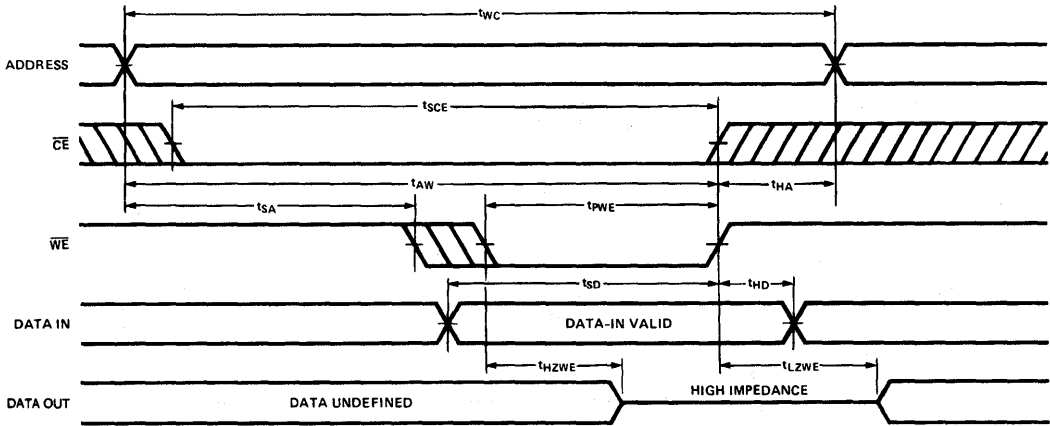 tWC
ADDRESS
tSCE
CE
tAW
tHA
tSA
tPWE
WE
tSD
tHD
DATA IN
DATA-IN VALID
tHZWE
tLZWE
DATA OUT
DATA UNDEFINED
HIGH IMPEDANCE